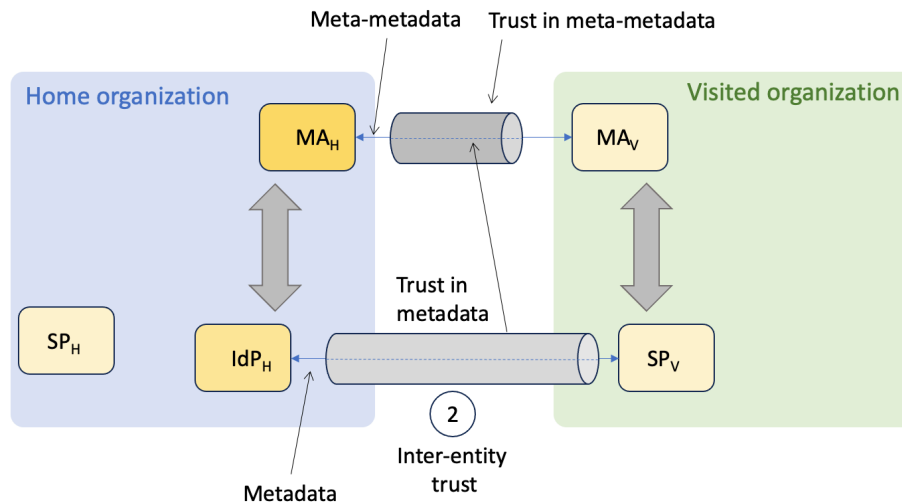 Meta-metadata
Trust in meta-metadata
Home organization
Visited organization
MAH
MAV
Trust in
metadata
SPH
IdPH
SPV
2
Inter-entity
trust
Metadata